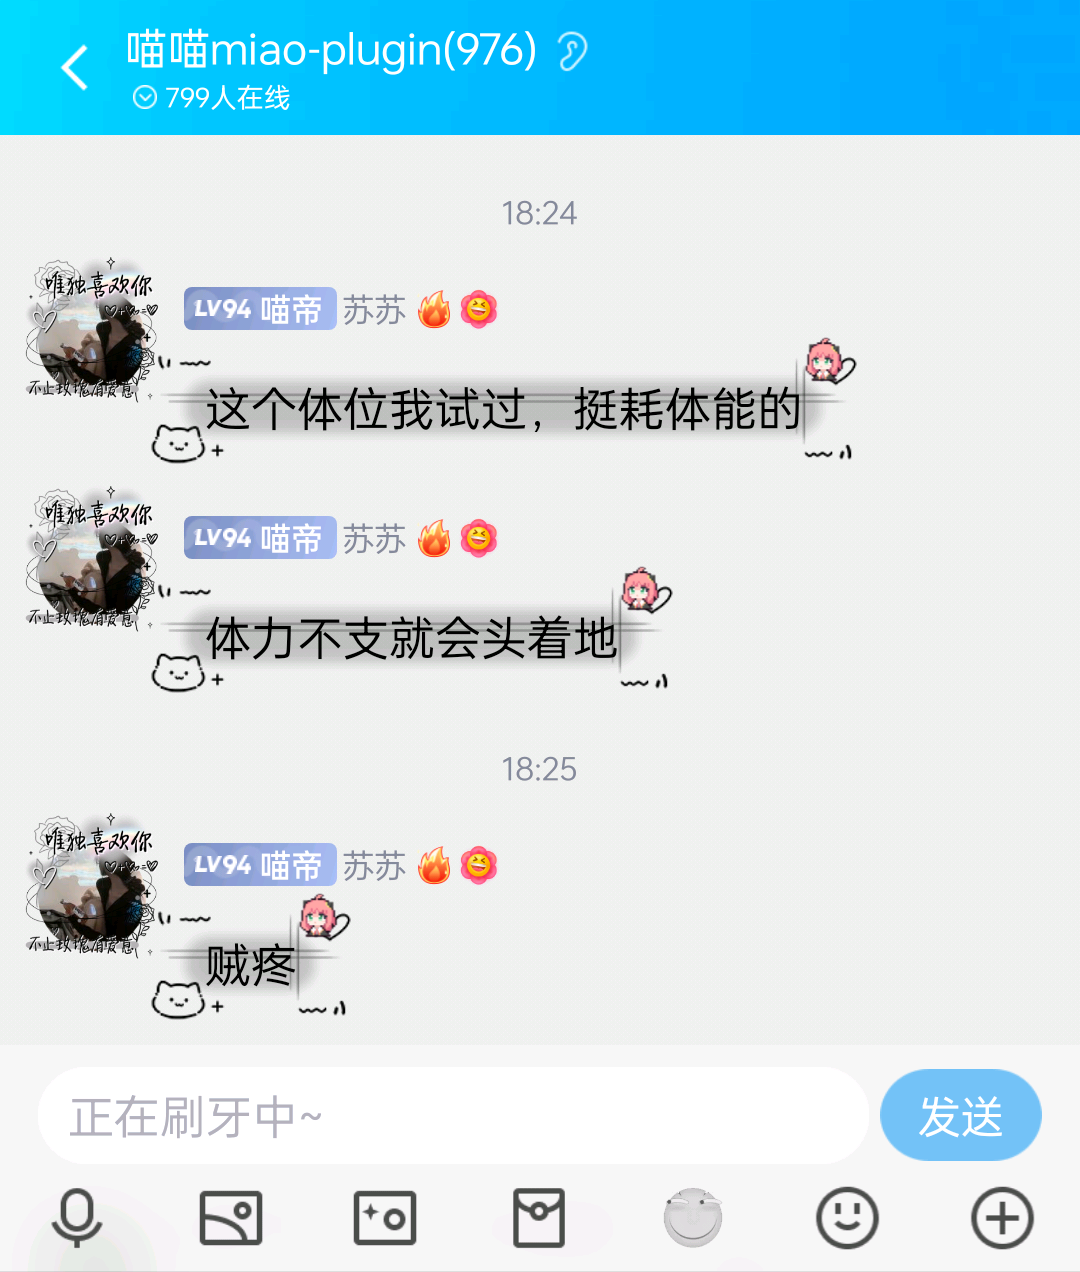 喵喵miao-plugin(976)
799人在线
18:24
唯独喜欢你
不止玫瑰有爱意
LV94 喵帝 苏苏
这个体位我试过，挺耗体能的
唯独喜欢你
不止玫瑰有爱意
LV94 喵帝 苏苏
体力不支就会头着地
18:25
唯独喜欢你
不止玫瑰有爱意
LV94 喵帝 苏苏
贼疼
正在刷牙中~
发送